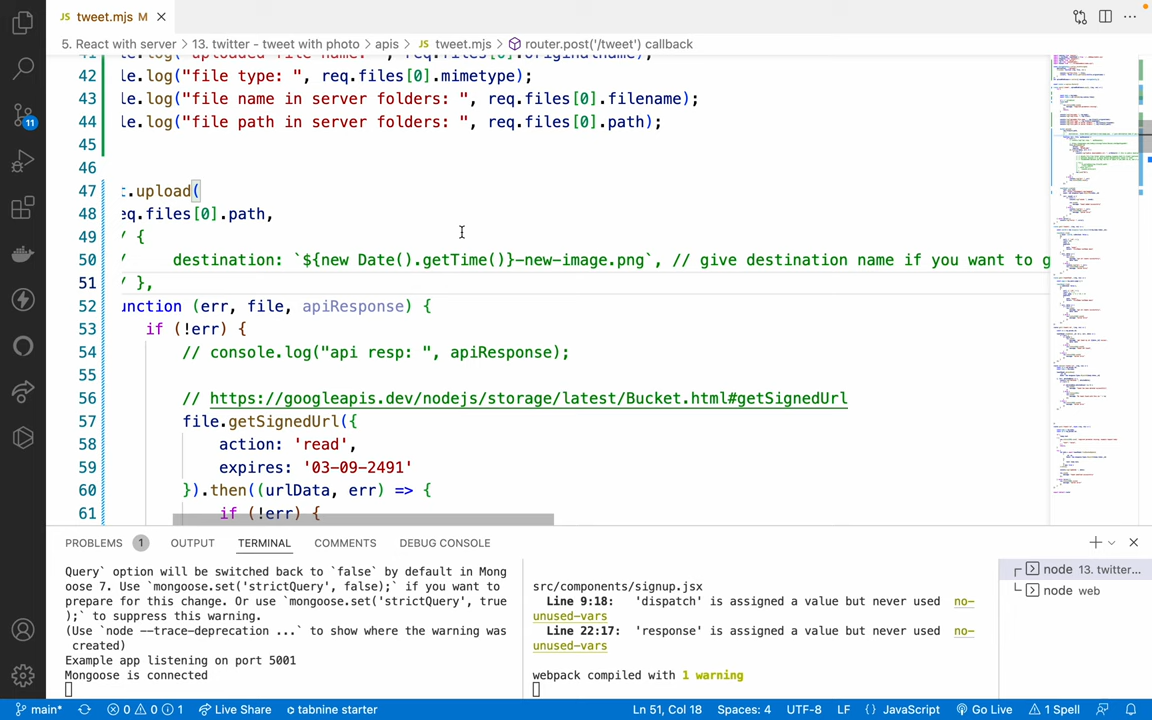 JS tweet.mjs M
5. React with server > 13. twitter - tweet with photo > apis > JS tweet.mjs > router.post('/tweet') callback
42 le.log("file type: ", req.files[0].mimetype);
43 le.log("file name in server folders: ", req.files[0].filename);
44 le.log("file path in server folders: ", req.files[0].path);
45
46
47 t.upload(
48 eq.files[0].path,
49 / {
50 destination: `${new Date().getTime()}-new-image.png`, // give destination name if you want to g
51 / },
52 unction (err, file, apiResponse) {
53 if (!err) {
54 // console.log("api resp: ", apiResponse);
55
56 // https://googleapis.dev/nodejs/storage/latest/Bucket.html#getSignedUrl
57 file.getSignedUrl({
58 action: 'read',
59 expires: '03-09-2491'
60 }).then((urlData, err) => {
61 if (!err) {
11
PROBLEMS 1 OUTPUT TERMINAL COMMENTS DEBUG CONSOLE
Query` option will be switched back to `false` by default in Mong
oose 7. Use `mongoose.set('strictQuery', false);` if you want to
prepare for this change. Or use `mongoose.set('strictQuery', true
);` to suppress this warning.
(Use `node --trace-deprecation ...` to show where the warning was
created)
Example app listening on port 5001
Mongoose is connected
src/components/signup.jsx
Line 9:18: 'dispatch' is assigned a value but never used no-
unused-vars
Line 22:17: 'response' is assigned a value but never used no-
unused-vars
webpack compiled with 1 warning
node 13. twitter...
node web
main* 0 0 1 Live Share tabnine starter Ln 51, Col 18 Spaces: 4 UTF-8 LF {} JavaScript Go Live 1 Spell